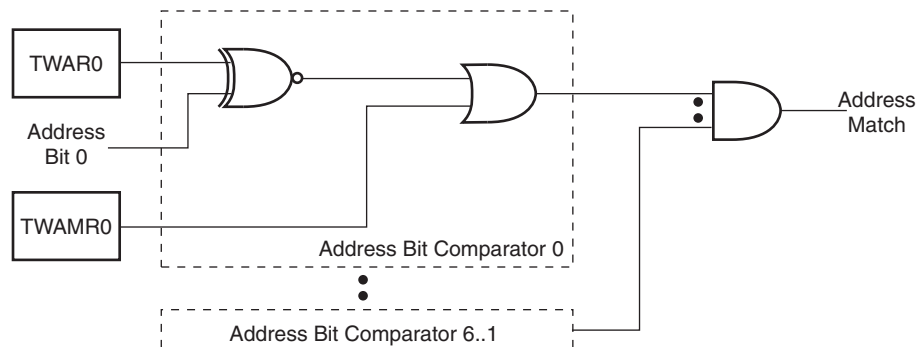 TWAR0
Address
Bit 0
TWAMR0
Address Bit Comparator 0
Address Bit Comparator 6..1
Address
Match